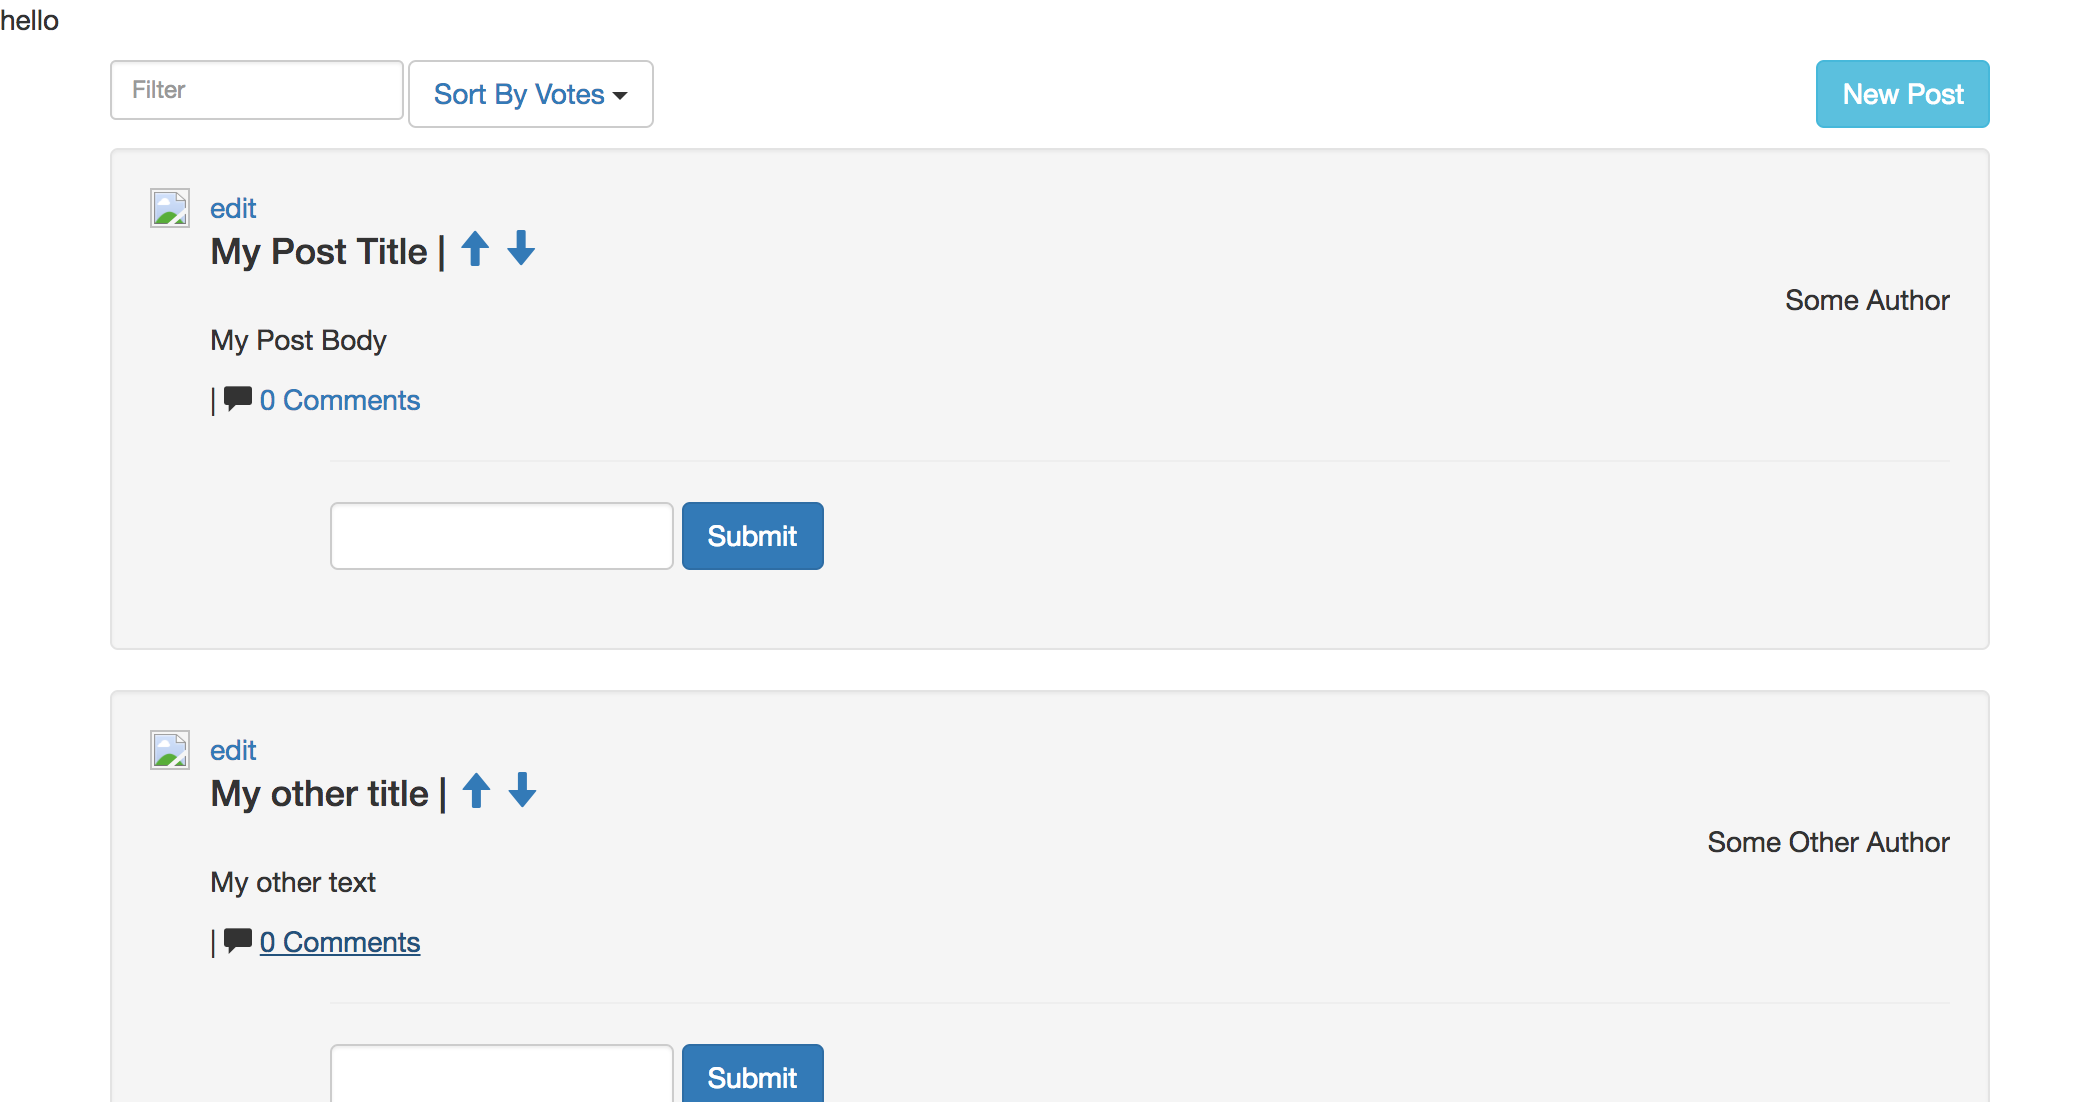 hello
Filter Sort By Votes New Post
edit
My Post Title |
Some Author
My Post Body
| 0 Comments
Submit
edit
My other title |
Some Other Author
My other text
| 0 Comments
Submit